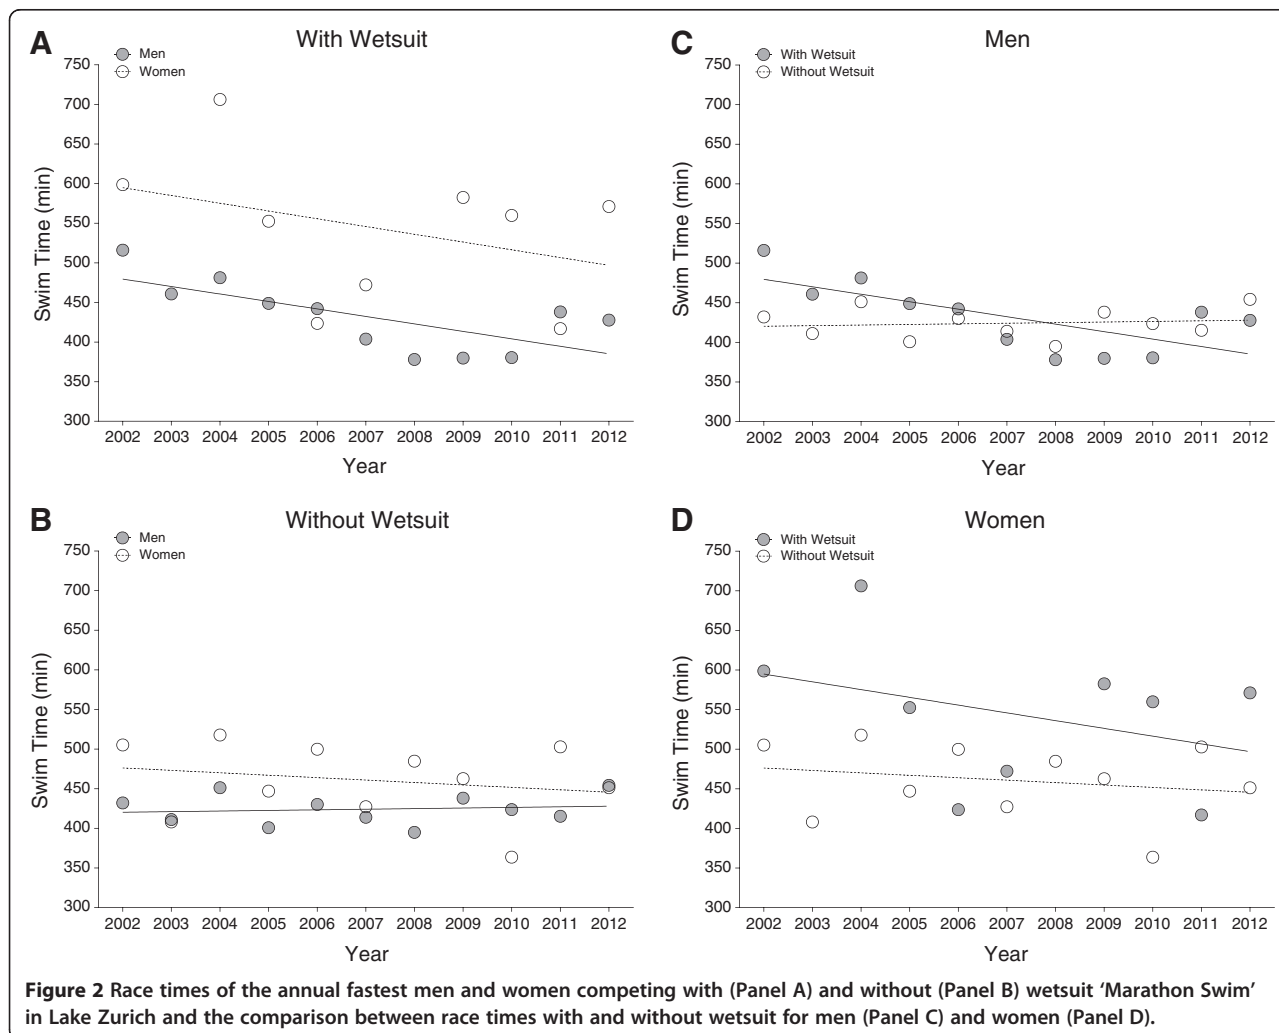 A
With Wetsuit
Men
Women
750
700
650
600
550
500
450
400
350
300
Swim Time (min)
2002 2003 2004 2005 2006 2007 2008 2009 2010 2011 2012
Year
C
Men
With Wetsuit
Without Wetsuit
750
700
650
600
550
500
450
400
350
300
Swim Time (min)
2002 2003 2004 2005 2006 2007 2008 2009 2010 2011 2012
Year
B
Without Wetsuit
Men
Women
750
700
650
600
550
500
450
400
350
300
Swim Time (min)
2002 2003 2004 2005 2006 2007 2008 2009 2010 2011 2012
Year
D
Women
With Wetsuit
Without Wetsuit
750
700
650
600
550
500
450
400
350
300
Swim Time (min)
2002 2003 2004 2005 2006 2007 2008 2009 2010 2011 2012
Year
Figure 2 Race times of the annual fastest men and women competing with (Panel A) and without (Panel B) wetsuit ‘Marathon Swim’
in Lake Zurich and the comparison between race times with and without wetsuit for men (Panel C) and women (Panel D).